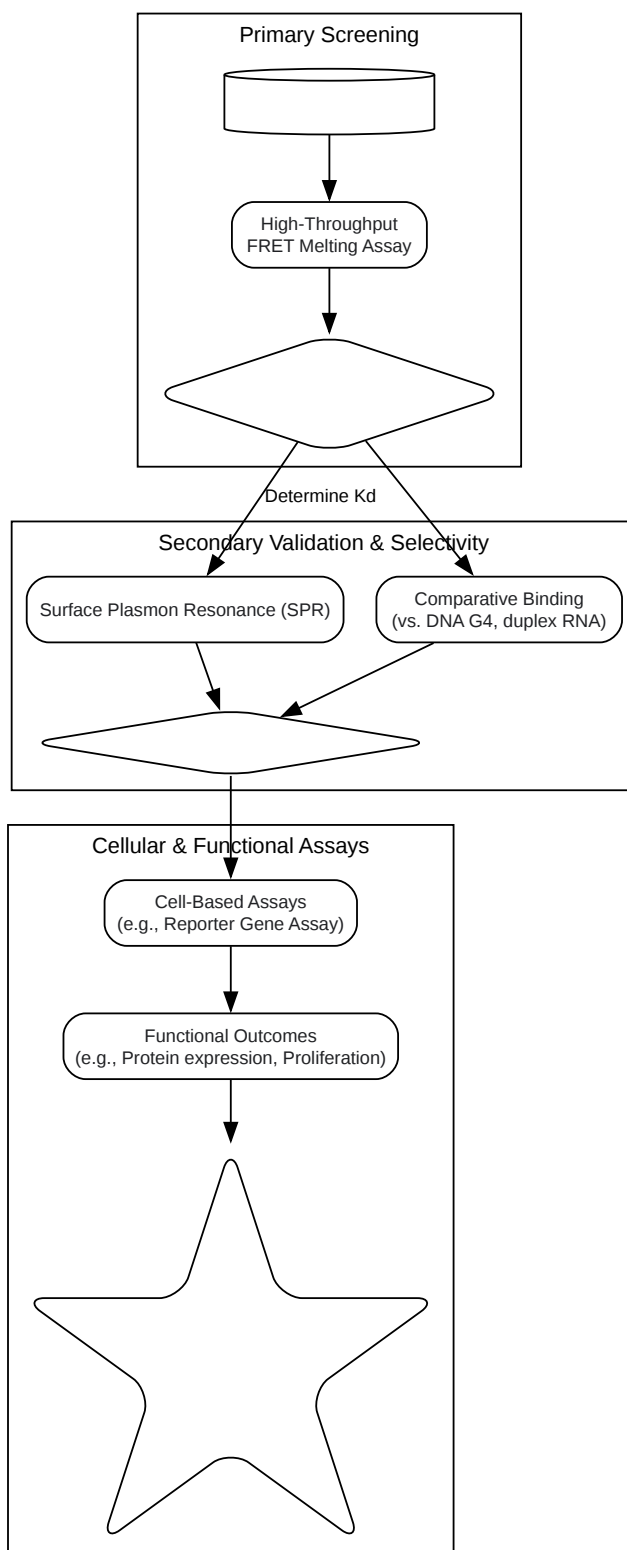 Primary Screening
High-Throughput
FRET Melting Assay
Determine Kd
Secondary Validation & Selectivity
Surface Plasmon Resonance (SPR)
Comparative Binding
(vs. DNA G4, duplex RNA)
Cellular & Functional Assays
Cell-Based Assays
(e.g., Reporter Gene Assay)
Functional Outcomes
(e.g., Protein expression, Proliferation)